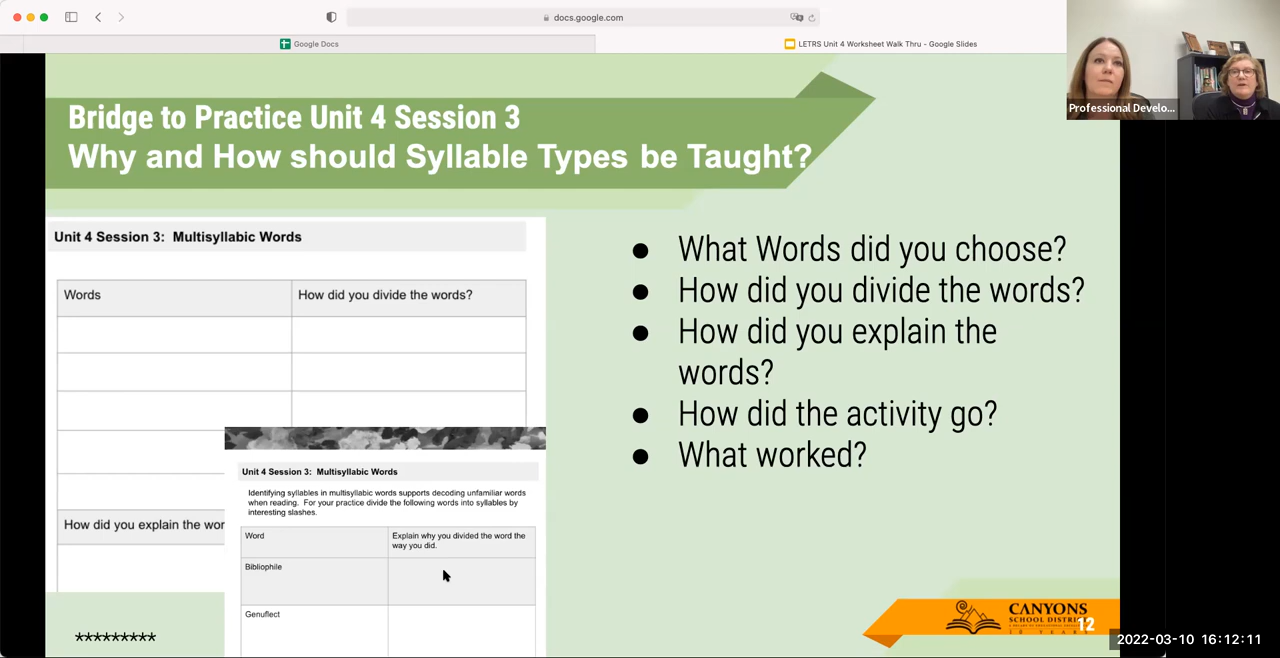 docs.google.com
Google Docs
LETRS Unit 4 Worksheet Walk Thru - Google Slides
Professional Develo...
Bridge to Practice Unit 4 Session 3
Why and How should Syllable Types be Taught?
Unit 4 Session 3: Multisyllabic Words
Words
How did you divide the words?
How did you explain the wor
Unit 4 Session 3: Multisyllabic Words
Identifying syllables in multisyllabic words supports decoding unfamiliar words
when reading. For your practice divide the following words into syllables by
interesting slashes.
Word
Explain why you divided the word the
way you did.
Bibliophile
Genuflect
*********
● What Words did you choose?
● How did you divide the words?
● How did you explain the
words?
● How did the activity go?
● What worked?
CANYONS
SCHOOL DISTRI
12
2022-03-10 16:12:11